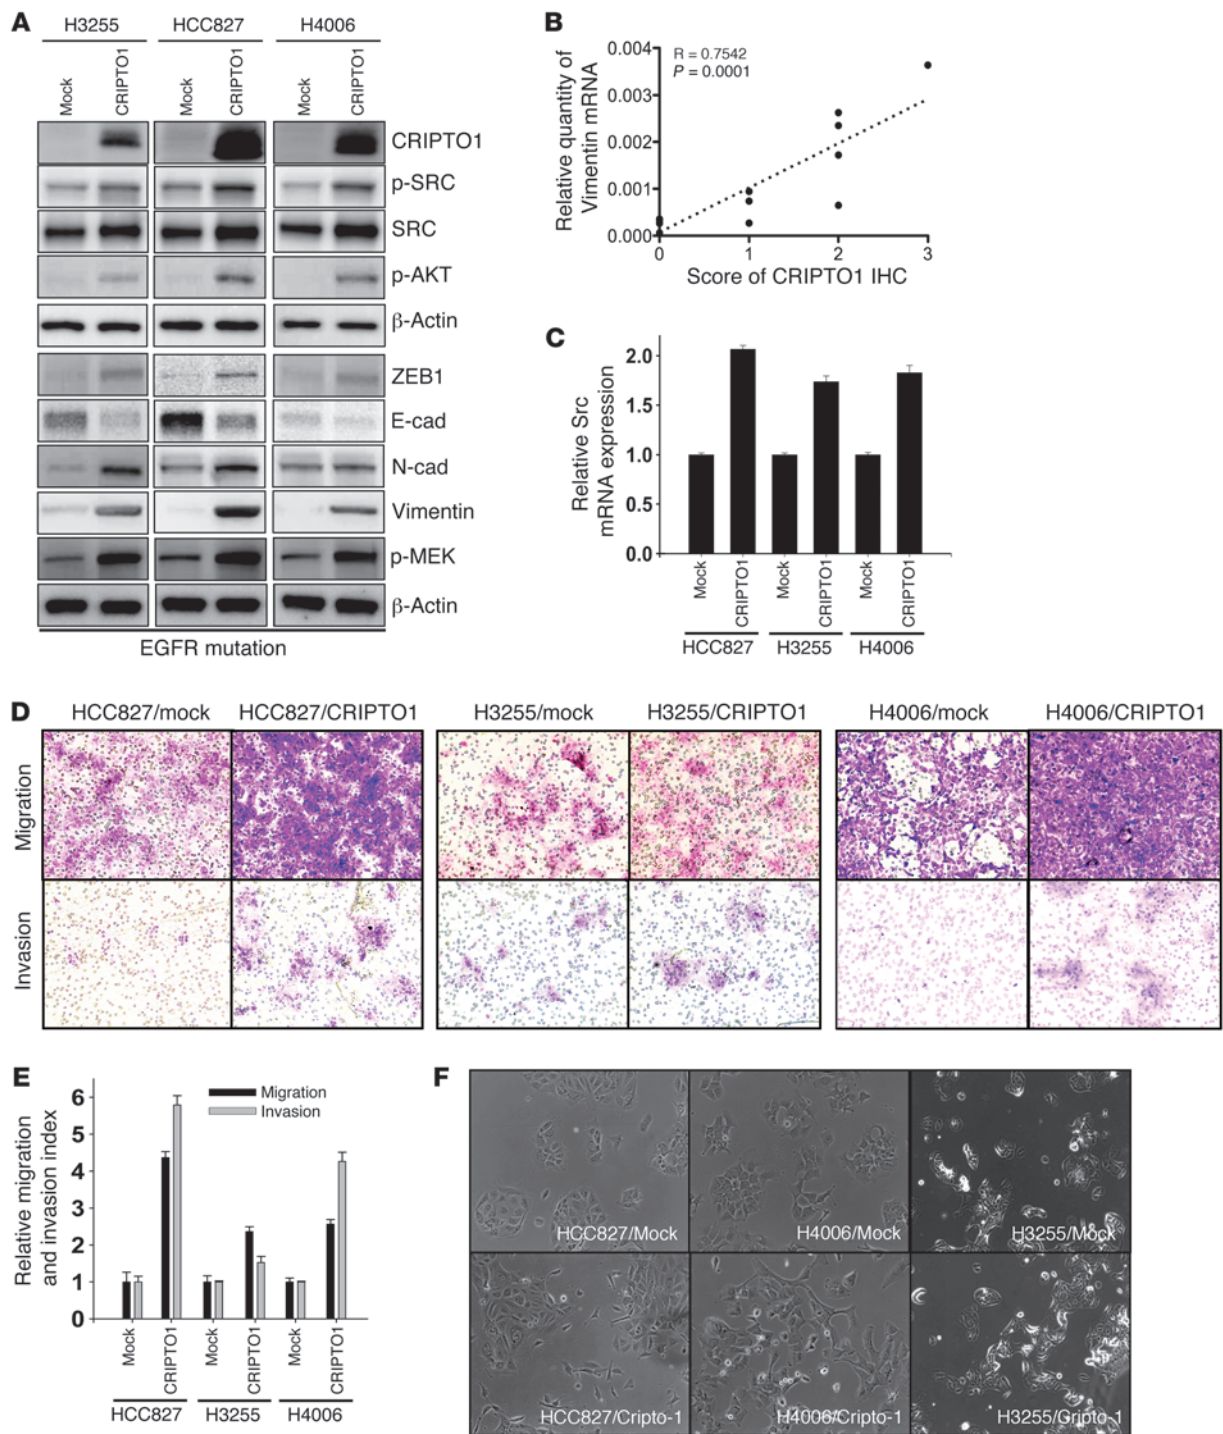 A
H3255 HCC827 H4006
Mock CRIPTO1 Mock CRIPTO1 Mock CRIPTO1
CRIPTO1
p-SRC
SRC
p-AKT
β-Actin
ZEB1
E-cad
N-cad
Vimentin
p-MEK
β-Actin
EGFR mutation
B
R = 0.7542
P = 0.0001
Relative quantity of
Vimentin mRNA
0.004
0.003
0.002
0.001
0.000
0 1 2 3
Score of CRIPTO1 IHC
C
Relative Src
mRNA expression
2.0
1.5
1.0
0.5
0.0
Mock CRIPTO1 Mock CRIPTO1 Mock CRIPTO1
HCC827 H3255 H4006
D
HCC827/mock HCC827/CRIPTO1 H3255/mock H3255/CRIPTO1 H4006/mock H4006/CRIPTO1
Migration
Invasion
E
Relative migration
and invasion index
Migration
Invasion
6
5
4
3
2
1
0
Mock CRIPTO1 Mock CRIPTO1 Mock CRIPTO1
HCC827 H3255 H4006
F
HCC827/Mock H4006/Mock H3255/Mock
HCC827/Cripto-1 H4006/Cripto-1 H3255/Cripto-1